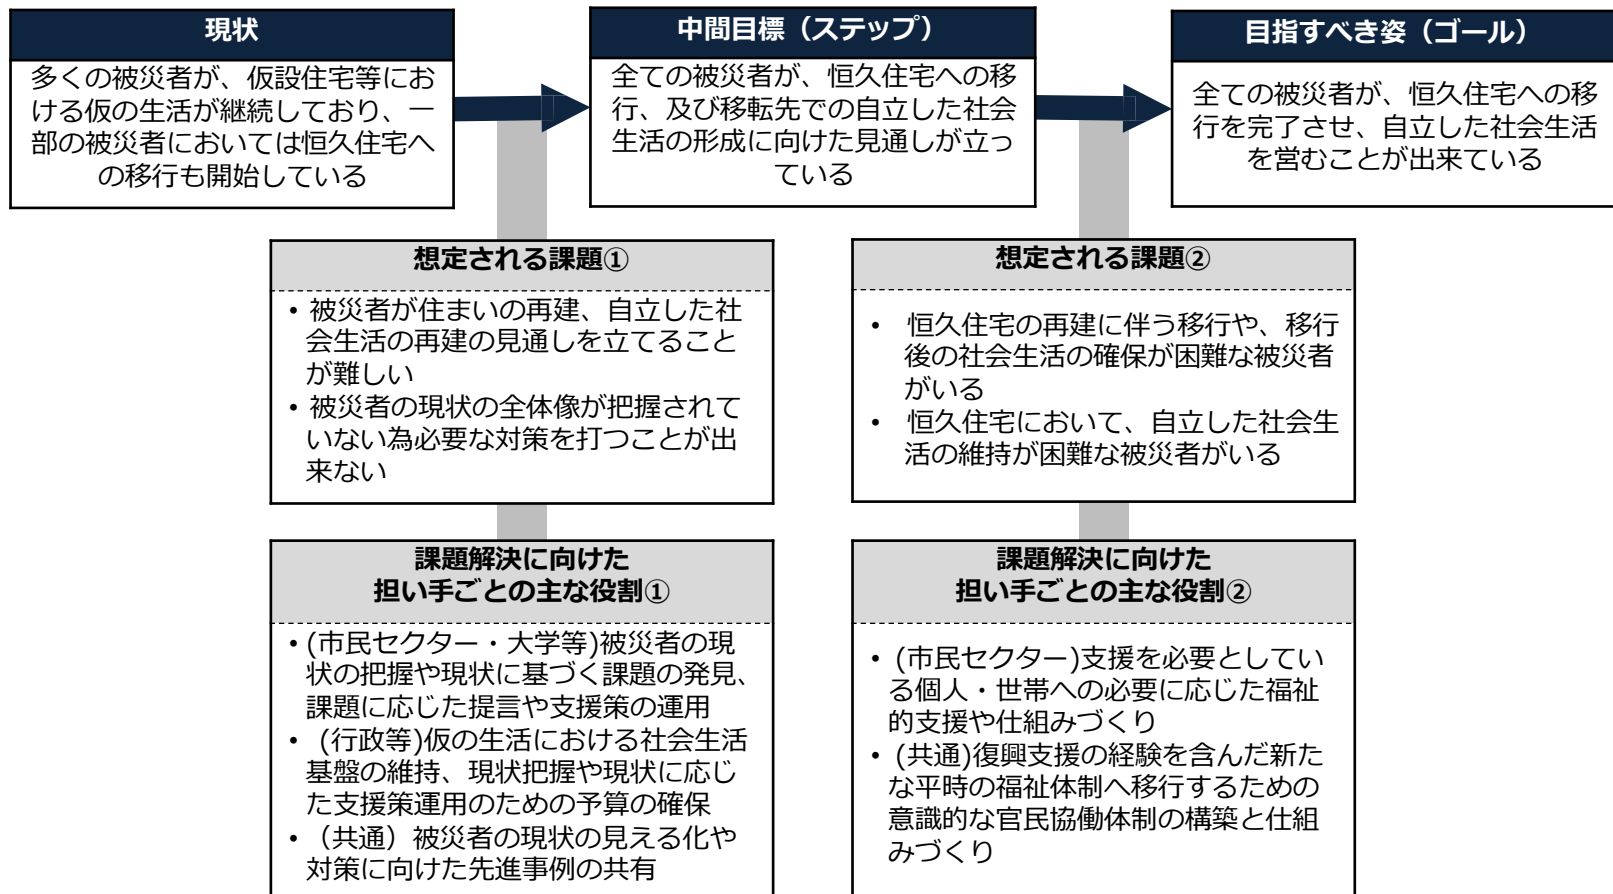 現状
多くの被災者が、仮設住宅等にお
ける仮の生活が継続しており、一
部の被災者においては恒久住宅へ
の移行も開始している
中間目標（ステップ）
全ての被災者が、恒久住宅への移
行、及び移転先での自立した社会
生活の形成に向けた見通しが立っ
ている
目指すべき姿（ゴール）
全ての被災者が、恒久住宅への移
行を完了させ、自立した社会生活
を営むことが出来ている
想定される課題①
• 被災者が住まいの再建、自立した社
会生活の再建の見通しを立てること
が難しい
• 被災者の現状の全体像が把握されて
いない為必要な対策を打つことが出
来ない
想定される課題②
• 恒久住宅の再建に伴う移行や、移行
後の社会生活の確保が困難な被災者
がいる
• 恒久住宅において、自立した社会生
活の維持が困難な被災者がいる
課題解決に向けた
担い手ごとの主な役割①
• (市民セクター・大学等)被災者の現
状の把握や現状に基づく課題の発見、
課題に応じた提言や支援策の運用
• (行政等)仮の生活における社会生活
基盤の維持、現状把握や現状に応じ
た支援策運用のための予算の確保
• （共通）被災者の現状の見える化や
対策に向けた先進事例の共有
課題解決に向けた
担い手ごとの主な役割②
• (市民セクター)支援を必要としてい
る個人・世帯への必要に応じた福祉
的支援や仕組みづくり
• (共通)復興支援の経験を含んだ新た
な平時の福祉体制へ移行するための
意識的な官民協働体制の構築と仕組
みづくり